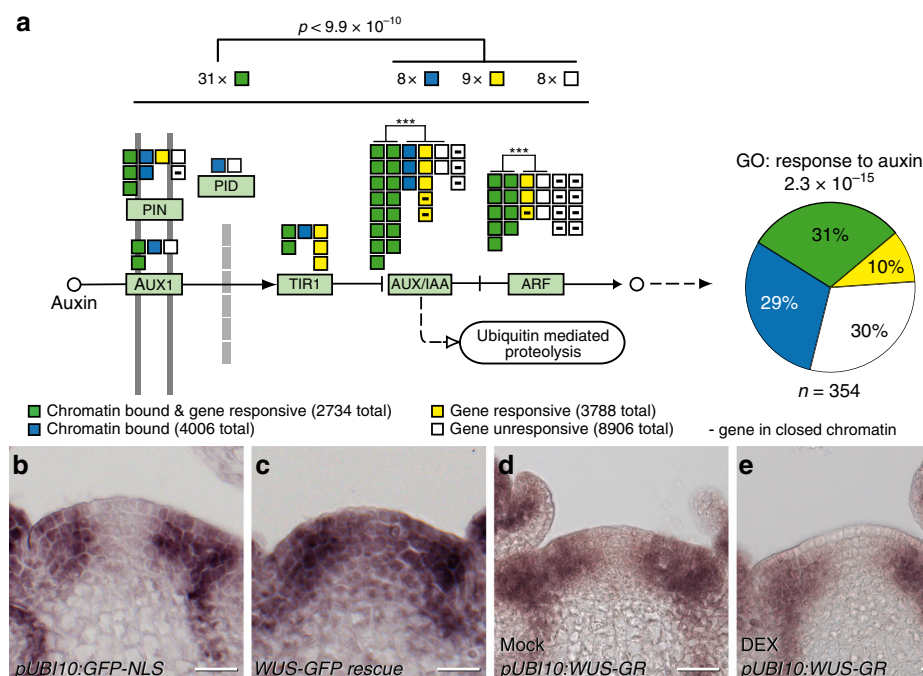 a
p < 9.9 × 10⁻¹⁰
31 × 8 × 9 × 8 ×
*** ***
GO: response to auxin
2.3 × 10⁻¹⁵
PIN PID
31%
10%
29%
30%
n = 354
Auxin AUX1 TIR1 AUX/IAA ARF
Ubiquitin mediated
proteolysis
Chromatin bound & gene responsive (2734 total) Gene responsive (3788 total)
Chromatin bound (4006 total) Gene unresponsive (8906 total) - gene in closed chromatin
b c d e
Mock DEX
pUBI10:GFP-NLS WUS-GFP rescue pUBI10:WUS-GR pUBI10:WUS-GR